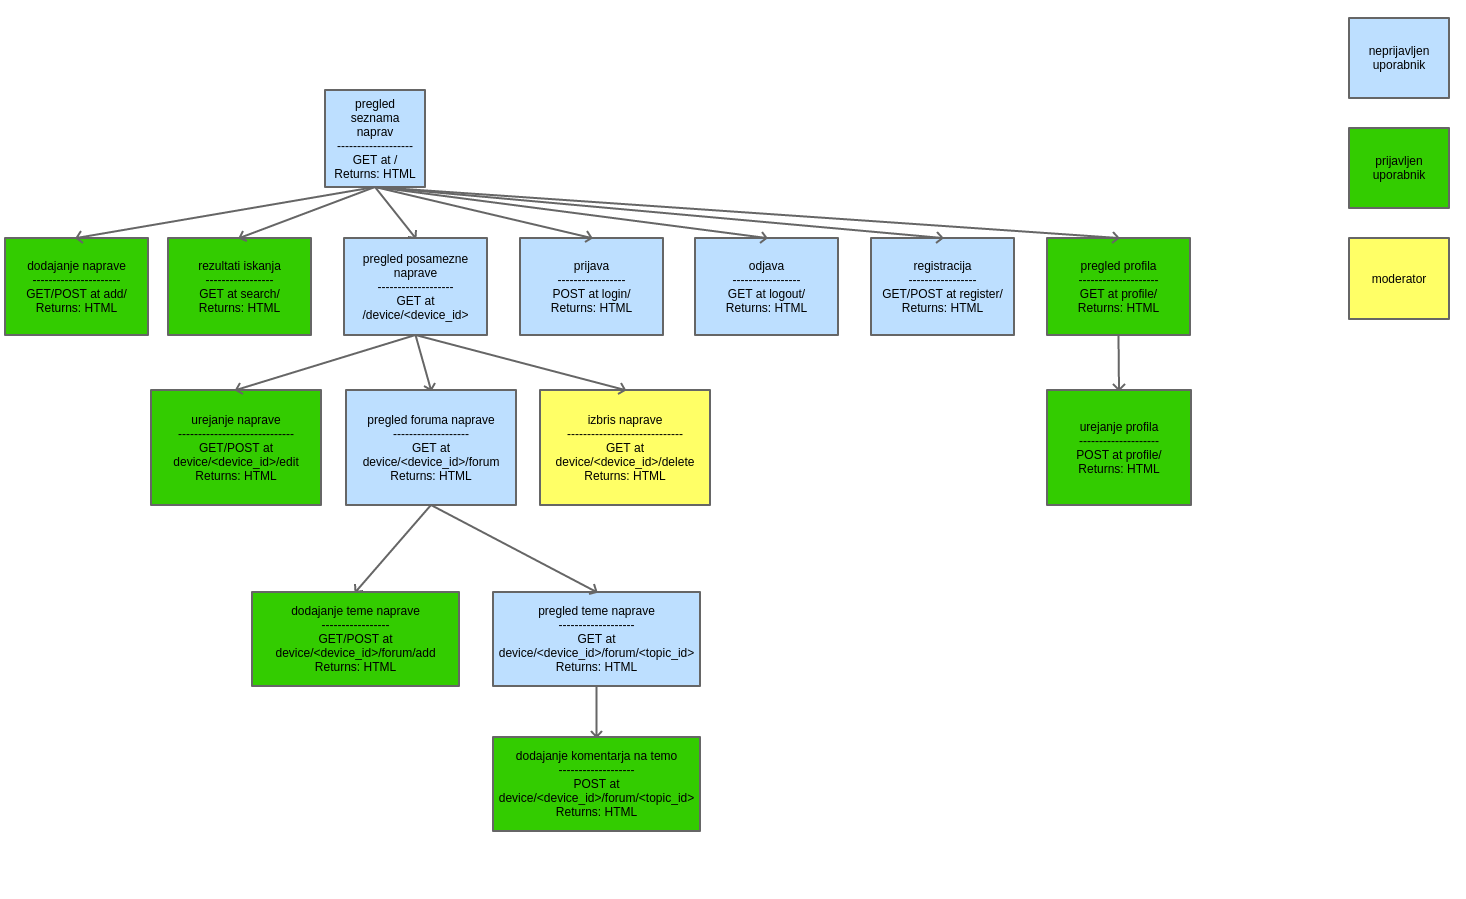 neprijavljen
uporabnik
pregled
seznama
naprav
-------------------
GET at /
Returns: HTML
prijavljen
uporabnik
dodajanje naprave
----------------------
GET/POST at add/
Returns: HTML
rezultati iskanja
-----------------
GET at search/
Returns: HTML
pregled posamezne
naprave
-------------------
GET at
/device/<device_id>
prijava
-----------------
POST at login/
Returns: HTML
odjava
-----------------
GET at logout/
Returns: HTML
registracija
-----------------
GET/POST at register/
Returns: HTML
pregled profila
--------------------
GET at profile/
Returns: HTML
moderator
urejanje naprave
-----------------------------
GET/POST at
device/<device_id>/edit
Returns: HTML
pregled foruma naprave
-------------------
GET at
device/<device_id>/forum
Returns: HTML
izbris naprave
-----------------------------
GET at
device/<device_id>/delete
Returns: HTML
urejanje profila
--------------------
POST at profile/
Returns: HTML
dodajanje teme naprave
-----------------
GET/POST at
device/<device_id>/forum/add
Returns: HTML
pregled teme naprave
-------------------
GET at
device/<device_id>/forum/<topic_id>
Returns: HTML
dodajanje komentarja na temo
-------------------
POST at
device/<device_id>/forum/<topic_id>
Returns: HTML